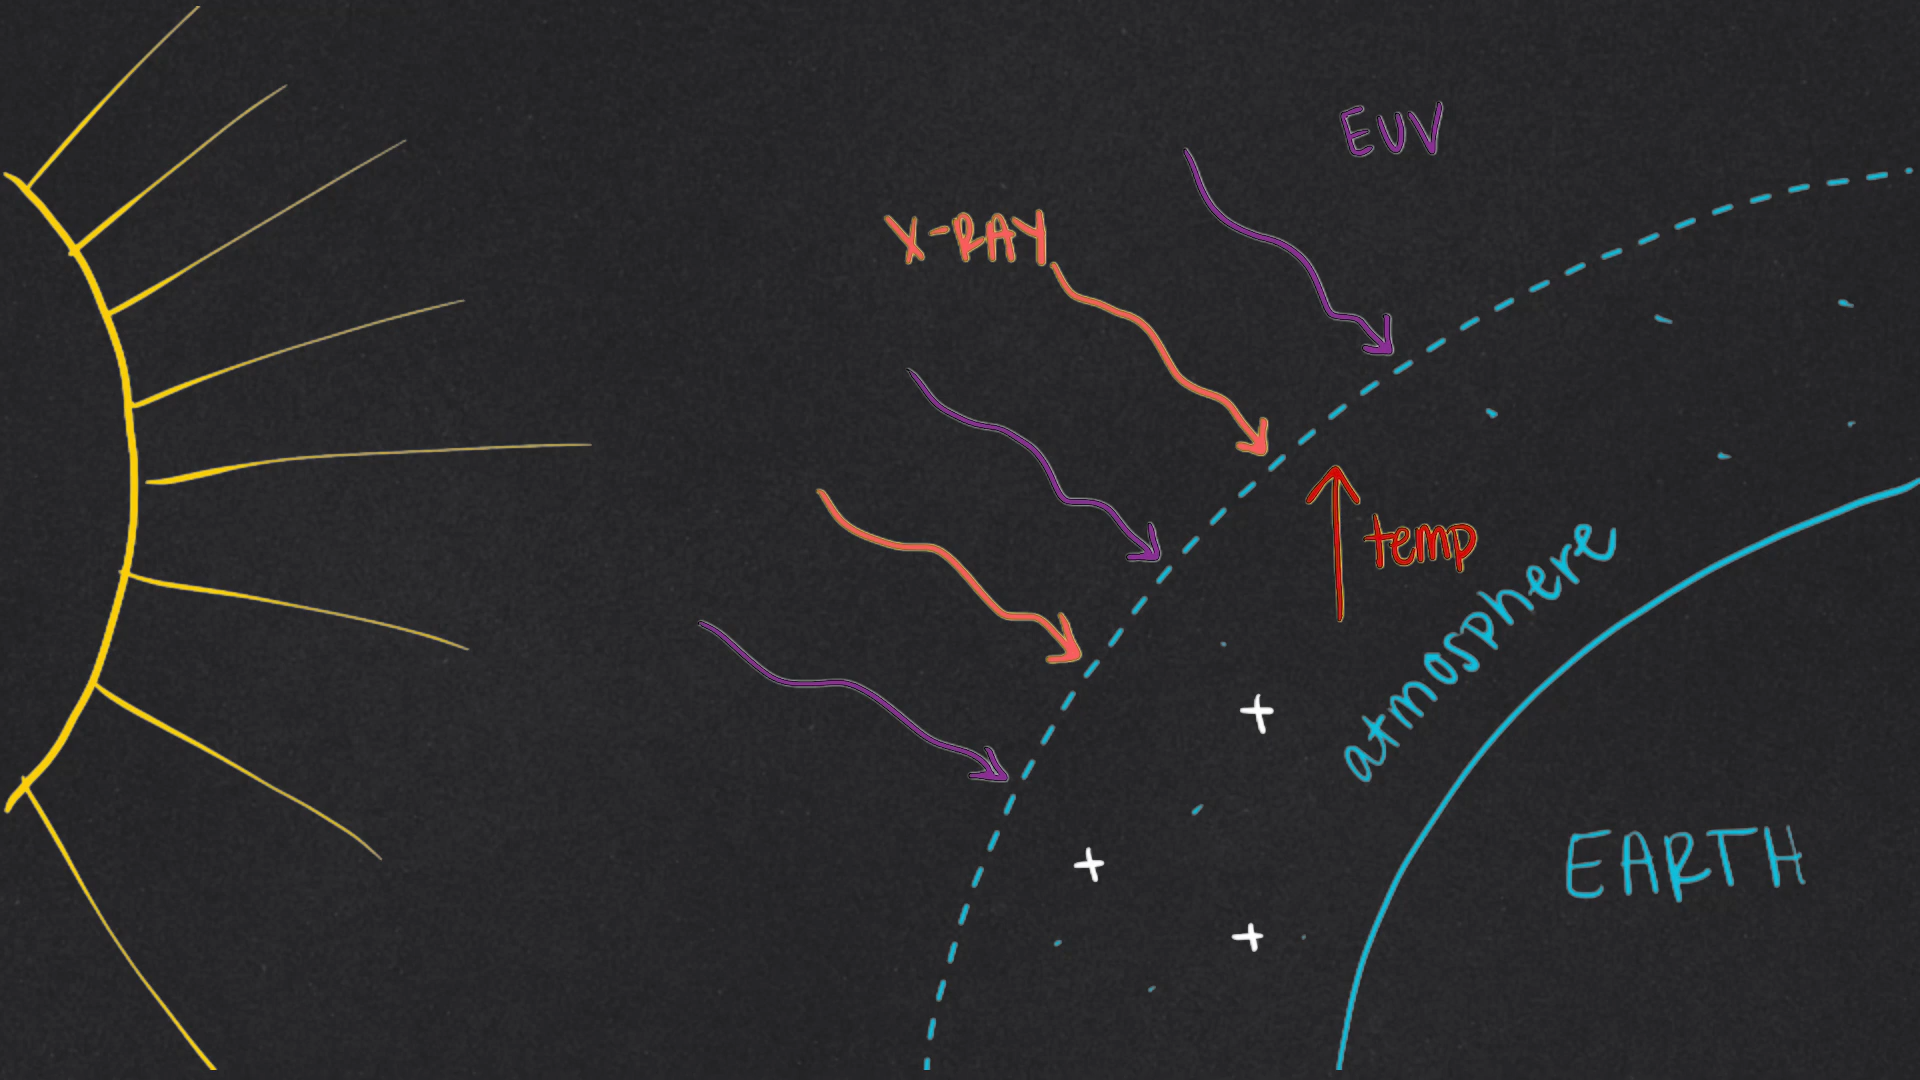 EUV
X-RAY
temp
atmosphere
+
+
+
EARTH